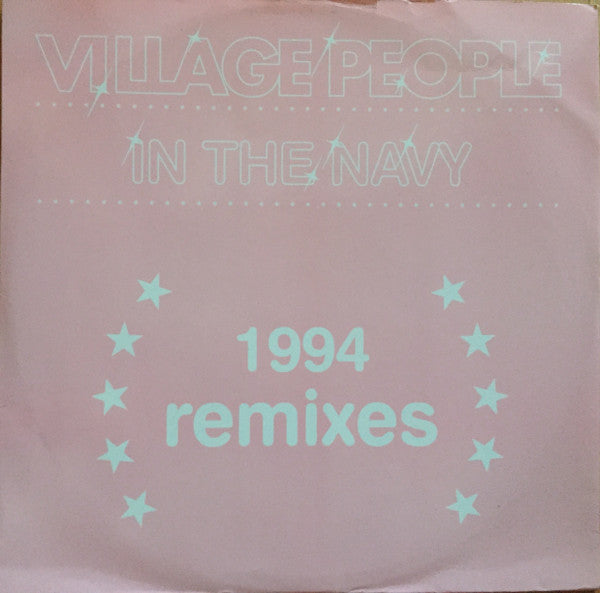 VILLAGE PEOPLE
IN THE NAVY
1994
remixes